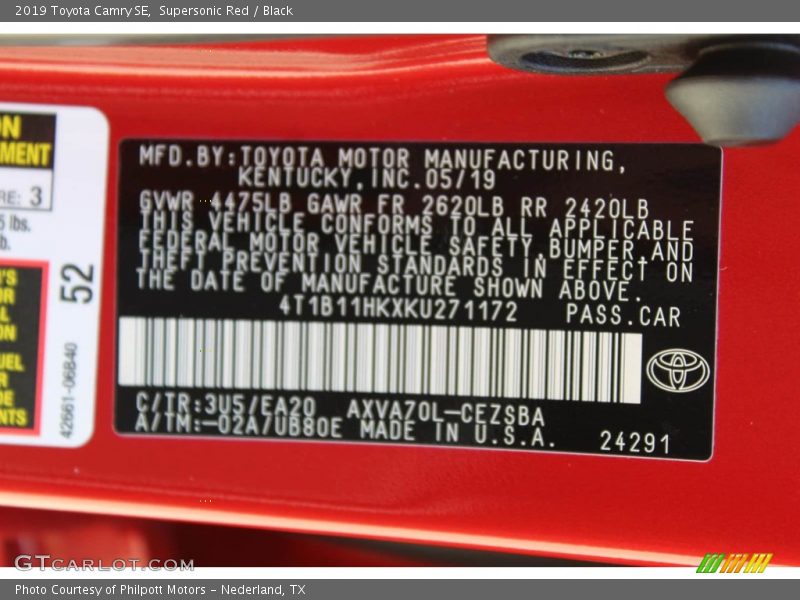 2019 Toyota Camry SE, Supersonic Red / Black
MFD.BY:TOYOTA MOTOR MANUFACTURING,
KENTUCKY,INC.05/19
GVWR 4475LB GAWR FR 2620LB RR 2420LB
THIS VEHICLE CONFORMS TO ALL APPLICABLE
FEDERAL MOTOR VEHICLE SAFETY,BUMPER,AND
THEFT PREVENTION STANDARDS IN EFFECT ON
THE DATE OF MANUFACTURE SHOWN ABOVE.
4T1B11HKXKU271172 PASS.CAR
C/TR:3U5/EA20 AXVA70L-CEZSBA
A/TM:-02A/UB80E MADE IN U.S.A. 24291
3
lbs.
52
42661-06840
GTcarlot.com
Photo Courtesy of Philpott Motors - Nederland, TX